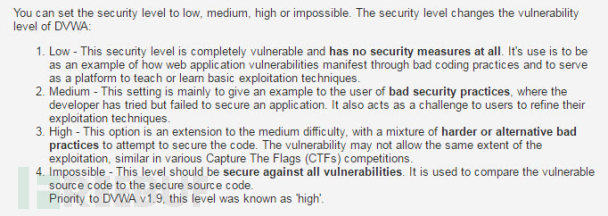 You can set the security level to low, medium, high or impossible. The security level changes the vulnerability
level of DVWA:
1. Low - This security level is completely vulnerable and has no security measures at all. It's use is to be
as an example of how web application vulnerabilities manifest through bad coding practices and to serve
as a platform to teach or learn basic exploitation techniques.
2. Medium - This setting is mainly to give an example to the user of bad security practices, where the
developer has tried but failed to secure an application. It also acts as a challenge to users to refine their
exploitation techniques.
3. High - This option is an extension to the medium difficulty, with a mixture of harder or alternative bad
practices to attempt to secure the code. The vulnerability may not allow the same extent of the
exploitation, similar in various Capture The Flags (CTFs) competitions.
4. Impossible - This level should be secure against all vulnerabilities. It is used to compare the vulnerable
source code to the secure source code.
Priority to DVWA v1.9, this level was known as 'high'.